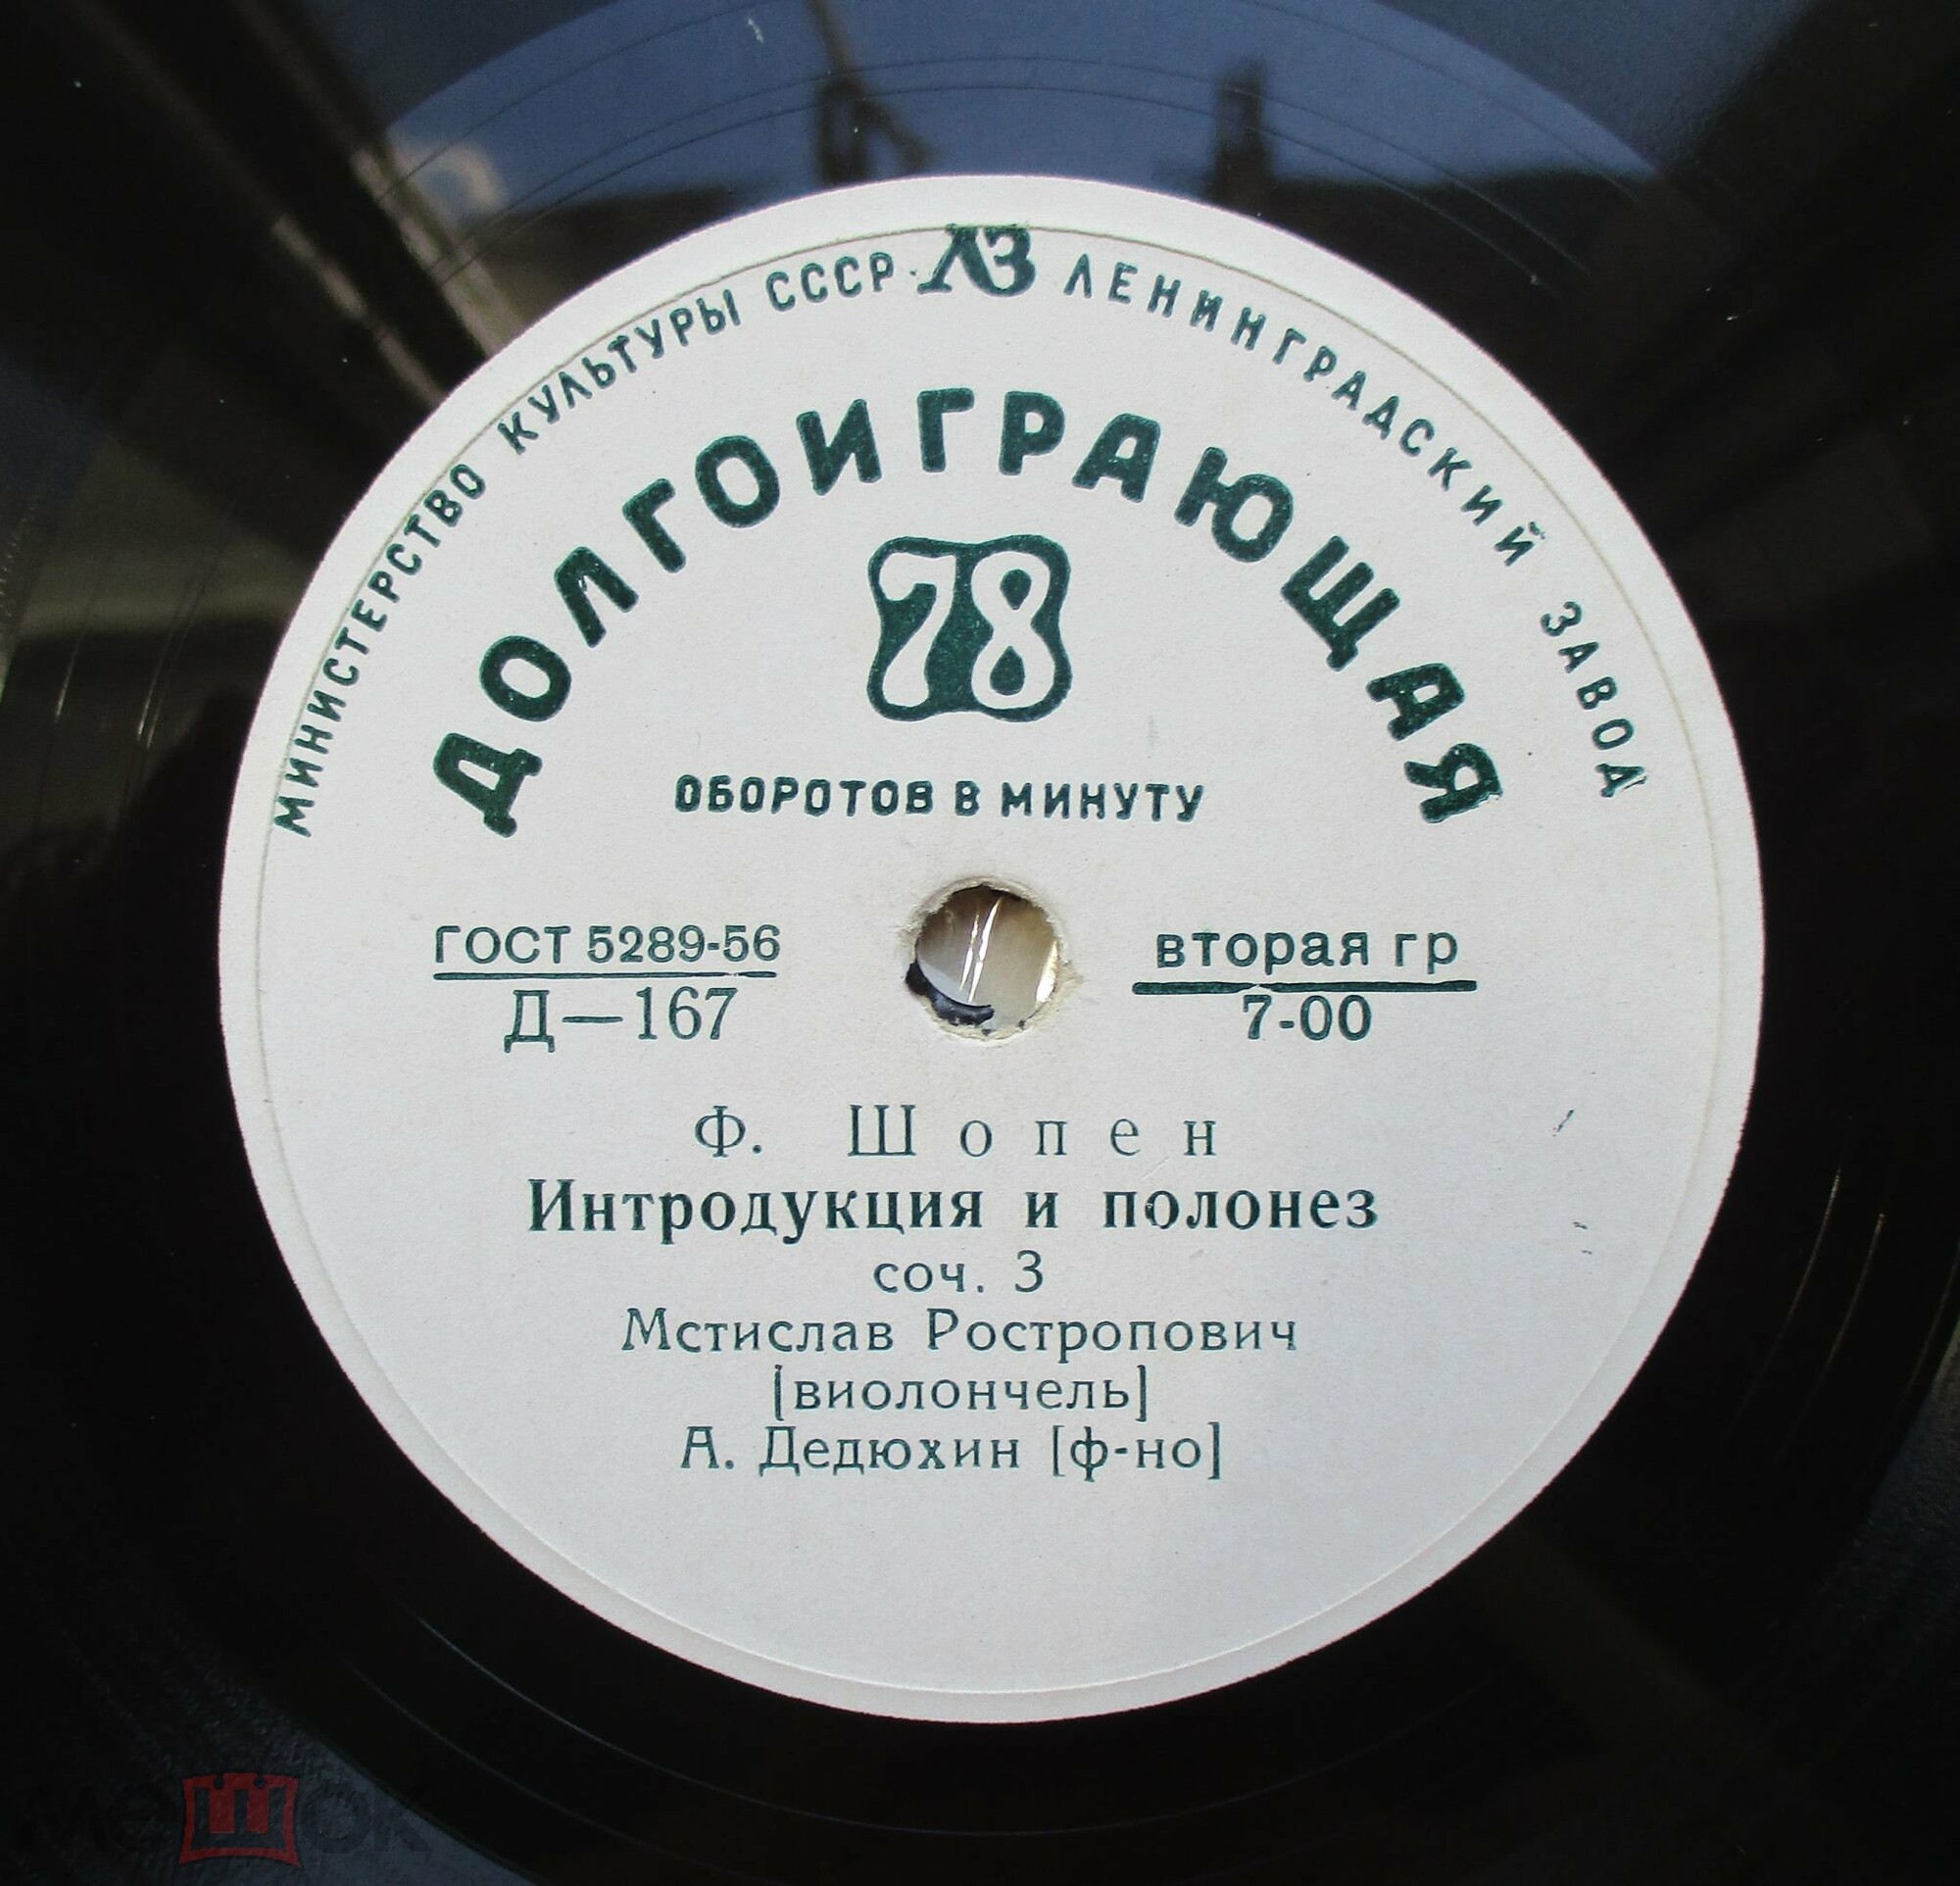 МИНИСТЕРСТВО КУЛЬТУРЫ СССР ЛЗ ЛЕНИНГРАДСКИЙ ЗАВОД
ДОЛГОИГРАЮЩАЯ
78
ОБОРОТОВ В МИНУТУ
ГОСТ 5289-56
Д—167
вторая гр
7-00
Ф. Шопен
Интродукция и полонез
соч. 3
Мстислав Ростропович
[виолончель]
А. Дедюхин [ф-но]
мешок